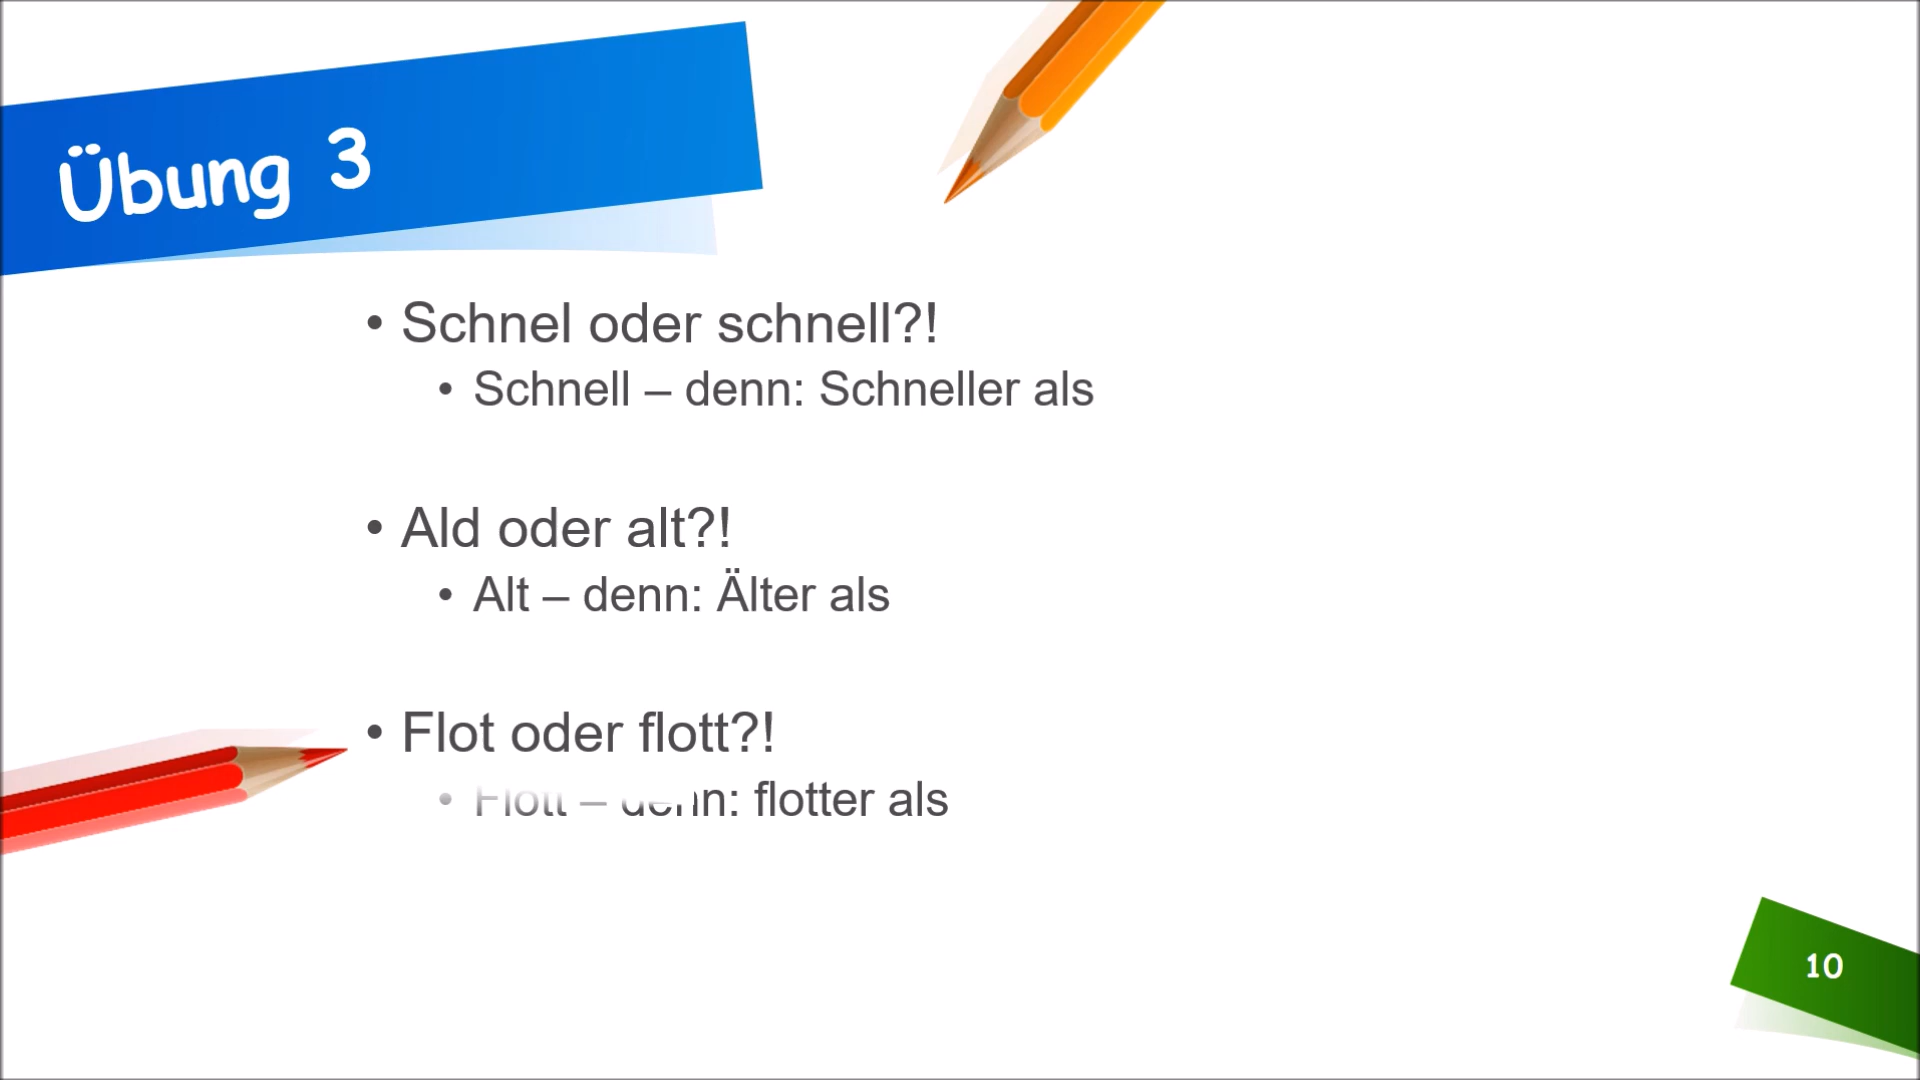 Übung 3
• Schnel oder schnell?!
• Schnell – denn: Schneller als
• Ald oder alt?!
• Alt – denn: Älter als
• Flot oder flott?!
• Flott – denn: flotter als
10